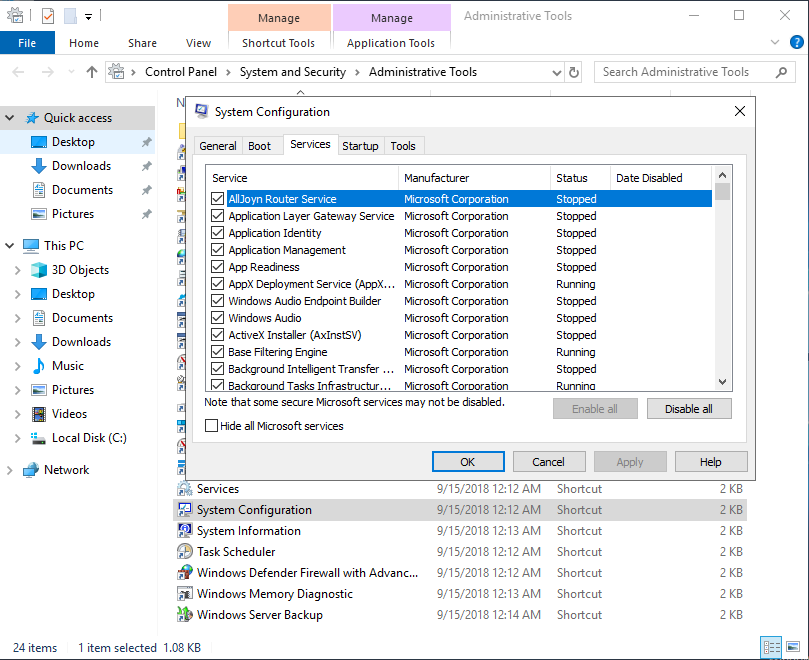 Manage Manage Administrative Tools
File Home Share View Shortcut Tools Application Tools
Control Panel System and Security Administrative Tools Search Administrative Tools
Quick access
Desktop
Downloads
Documents
Pictures
This PC
3D Objects
Desktop
Documents
Downloads
Music
Pictures
Videos
Local Disk (C:)
Network
N
System Configuration
General Boot Services Startup Tools
Service Manufacturer Status Date Disabled
AllJoyn Router Service Microsoft Corporation Stopped
Application Layer Gateway Service Microsoft Corporation Stopped
Application Identity Microsoft Corporation Stopped
Application Management Microsoft Corporation Stopped
App Readiness Microsoft Corporation Stopped
AppX Deployment Service (AppX... Microsoft Corporation Running
Windows Audio Endpoint Builder Microsoft Corporation Stopped
Windows Audio Microsoft Corporation Stopped
ActiveX Installer (AxInstSV) Microsoft Corporation Stopped
Base Filtering Engine Microsoft Corporation Running
Background Intelligent Transfer ... Microsoft Corporation Stopped
Background Tasks Infrastructur... Microsoft Corporation Running
Note that some secure Microsoft services may not be disabled.
Enable all Disable all
Hide all Microsoft services
OK Cancel Apply Help
Services 9/15/2018 12:12 AM Shortcut 2 KB
System Configuration 9/15/2018 12:12 AM Shortcut 2 KB
System Information 9/15/2018 12:13 AM Shortcut 2 KB
Task Scheduler 9/15/2018 12:12 AM Shortcut 2 KB
Windows Defender Firewall with Advanc... 9/15/2018 12:12 AM Shortcut 2 KB
Windows Memory Diagnostic 9/15/2018 12:13 AM Shortcut 2 KB
Windows Server Backup 9/15/2018 12:14 AM Shortcut 2 KB
24 items 1 item selected 1.08 KB